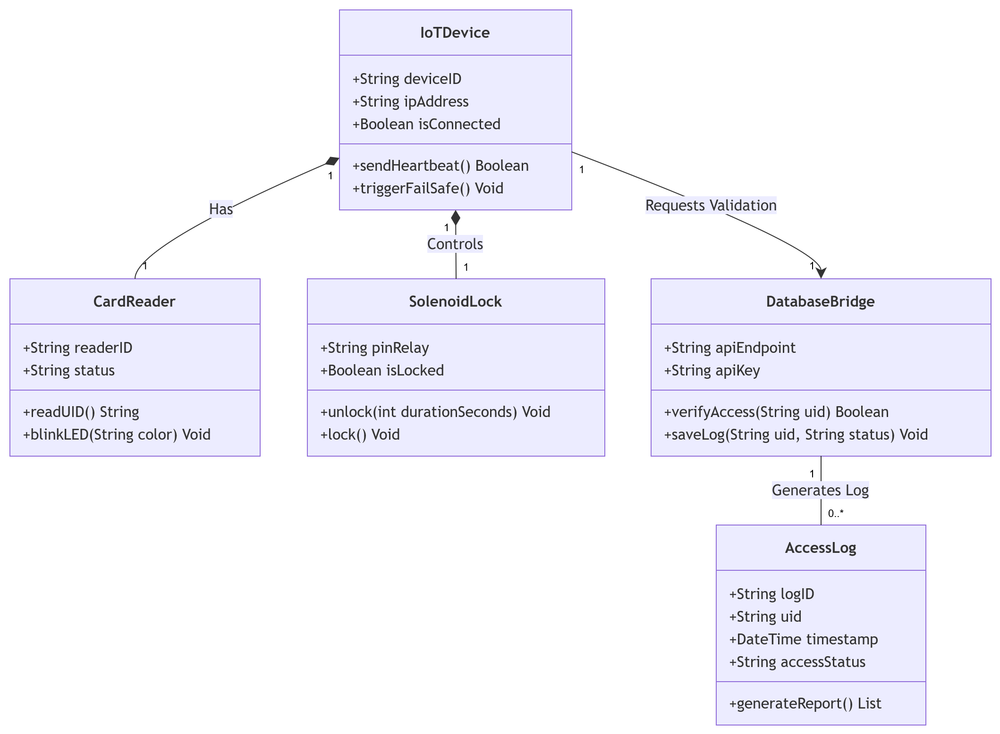 IoTDevice
+String deviceID
+String ipAddress
+Boolean isConnected
+sendHeartbeat() Boolean
+triggerFailSafe() Void
1
1
Has
Requests Validation
1
Controls
1
1
1
CardReader
+String readerID
+String status
+readUID() String
+blinkLED(String color) Void
SolenoidLock
+String pinRelay
+Boolean isLocked
+unlock(int durationSeconds) Void
+lock() Void
DatabaseBridge
+String apiEndpoint
+String apiKey
+verifyAccess(String uid) Boolean
+saveLog(String uid, String status) Void
1
Generates Log
0..*
AccessLog
+String logID
+String uid
+DateTime timestamp
+String accessStatus
+generateReport() List